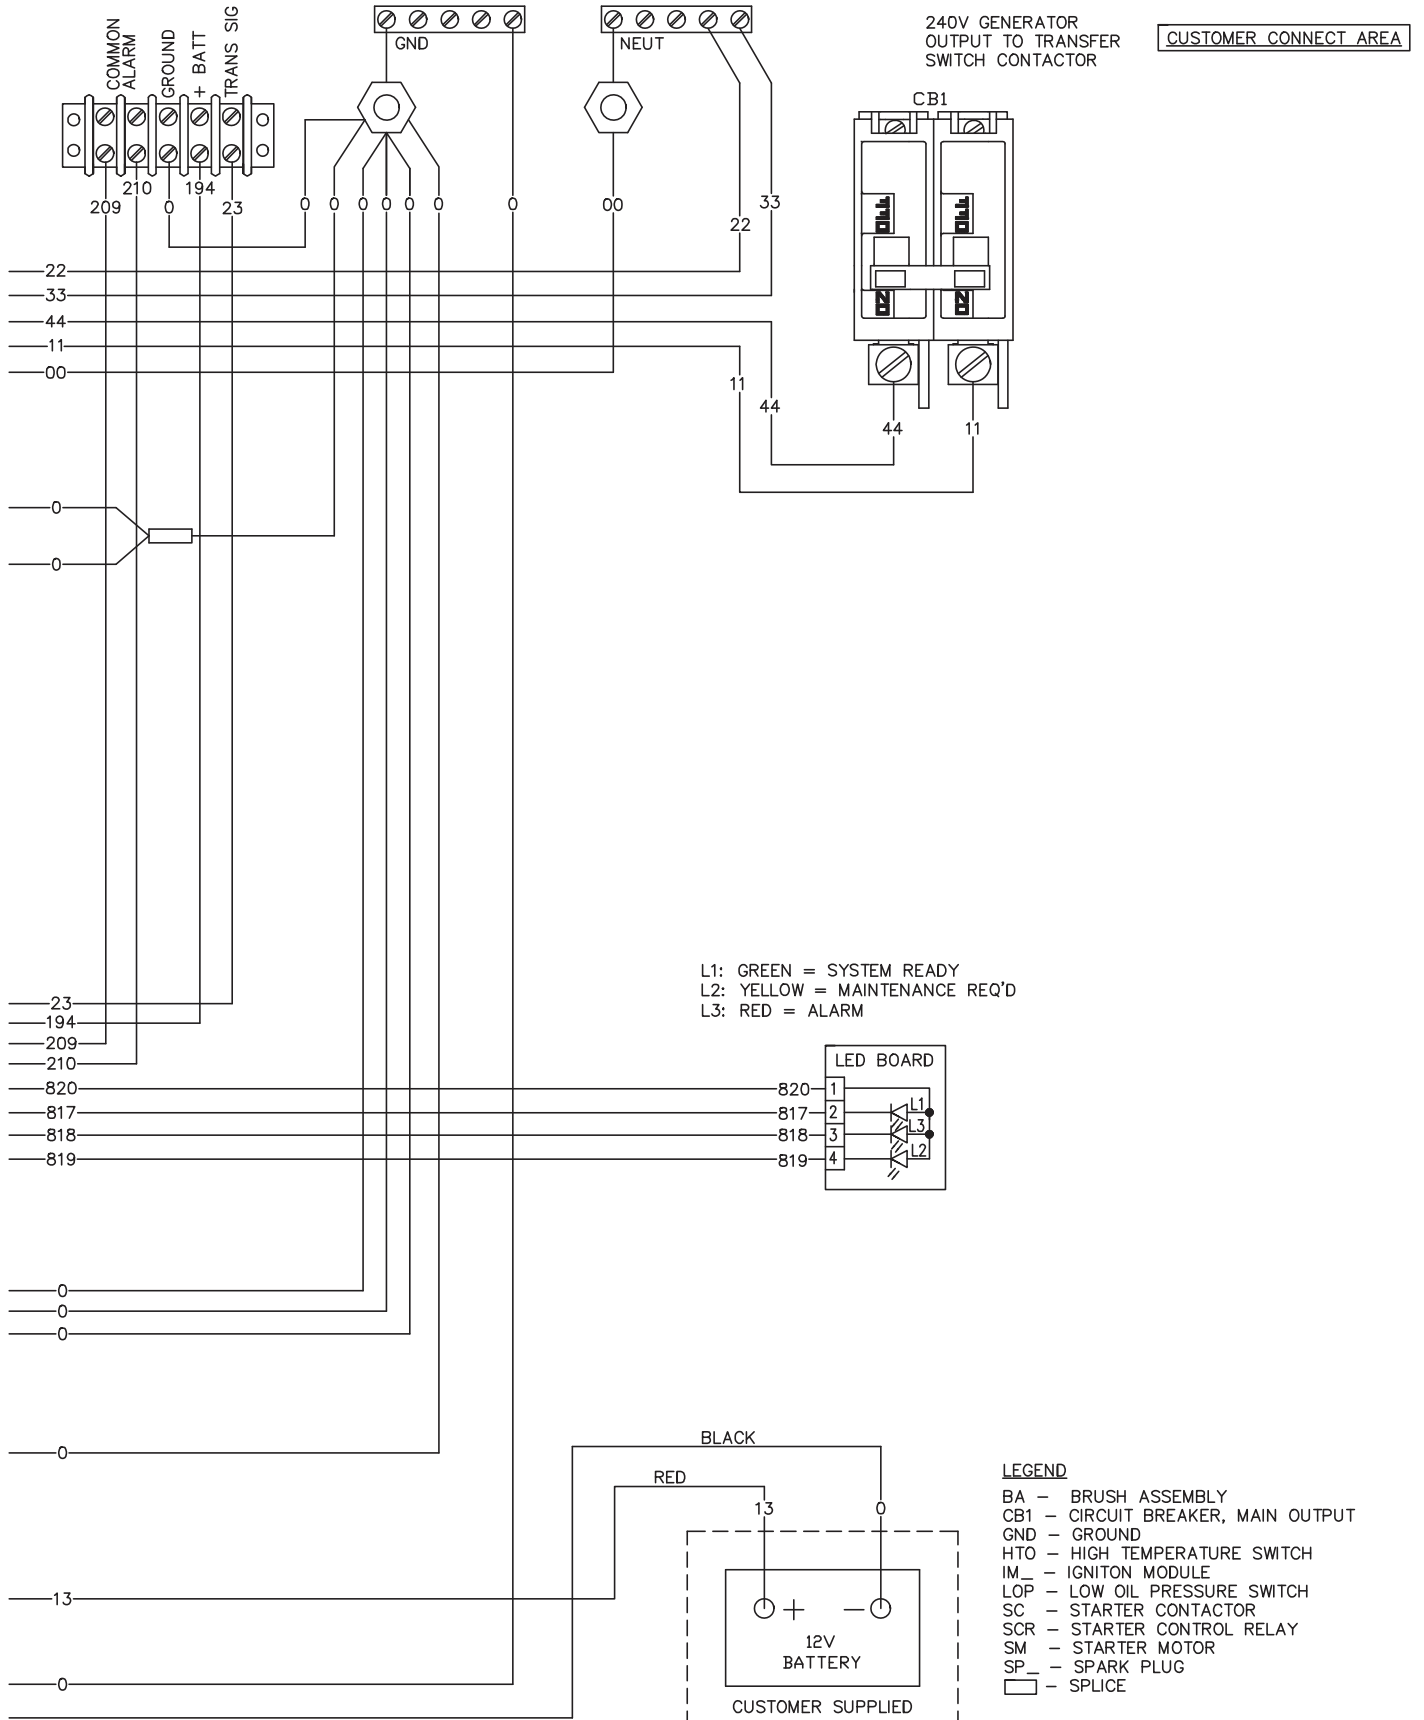 COMMON
ALARM
GROUND
+ BATT
TRANS SIG
GND
NEUT
240V GENERATOR
OUTPUT TO TRANSFER
SWITCH CONTACTOR
CUSTOMER CONNECT AREA
CB1
OFF
OFF
ON
ON
209
210
0
194
23
0
0
0
0
0
0
0
00
22
33
22
33
44
11
00
11
44
44
11
0
0
L1: GREEN = SYSTEM READY
L2: YELLOW = MAINTENANCE REQ'D
L3: RED = ALARM
23
194
209
210
820
817
818
819
LED BOARD
820 1
817 2 L1
818 3 L3
819 4 L2
0
0
0
0
BLACK
RED
13
0
13
0
+ −
12V
BATTERY
CUSTOMER SUPPLIED
LEGEND
BA − BRUSH ASSEMBLY
CB1 − CIRCUIT BREAKER, MAIN OUTPUT
GND − GROUND
HTO − HIGH TEMPERATURE SWITCH
IM_ − IGNITON MODULE
LOP − LOW OIL PRESSURE SWITCH
SC − STARTER CONTACTOR
SCR − STARTER CONTROL RELAY
SM − STARTER MOTOR
SP_ − SPARK PLUG
− SPLICE